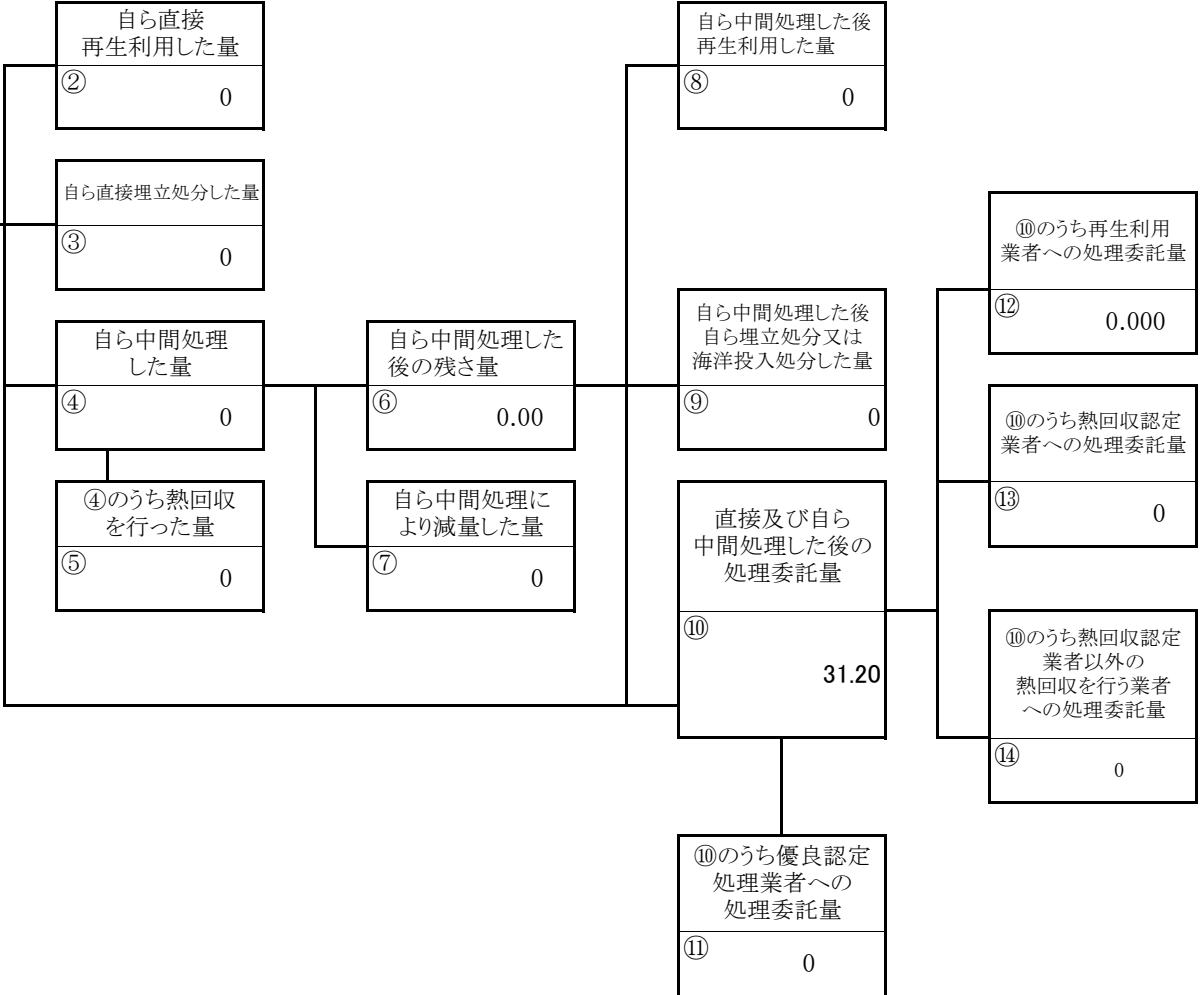 自ら直接
再生利用した量
②
0
自ら直接埋立処分した量
③
0
自ら中間処理
した量
④
0
④のうち熱回収
を行った量
⑤
0
自ら中間処理した
後の残さ量
⑥
0.00
自ら中間処理に
より減量した量
⑦
0
自ら中間処理した後
再生利用した量
⑧
0
自ら中間処理した後
自ら埋立処分又は
海洋投入処分した量
⑨
0
直接及び自ら
中間処理した後の
処理委託量
⑩
31.20
⑩のうち優良認定
処理業者への
処理委託量
⑪
0
⑩のうち再生利用
業者への処理委託量
⑫
0.000
⑩のうち熱回収認定
業者への処理委託量
⑬
0
⑩のうち熱回収認定
業者以外の
熱回収を行う業者
への処理委託量
⑭
0